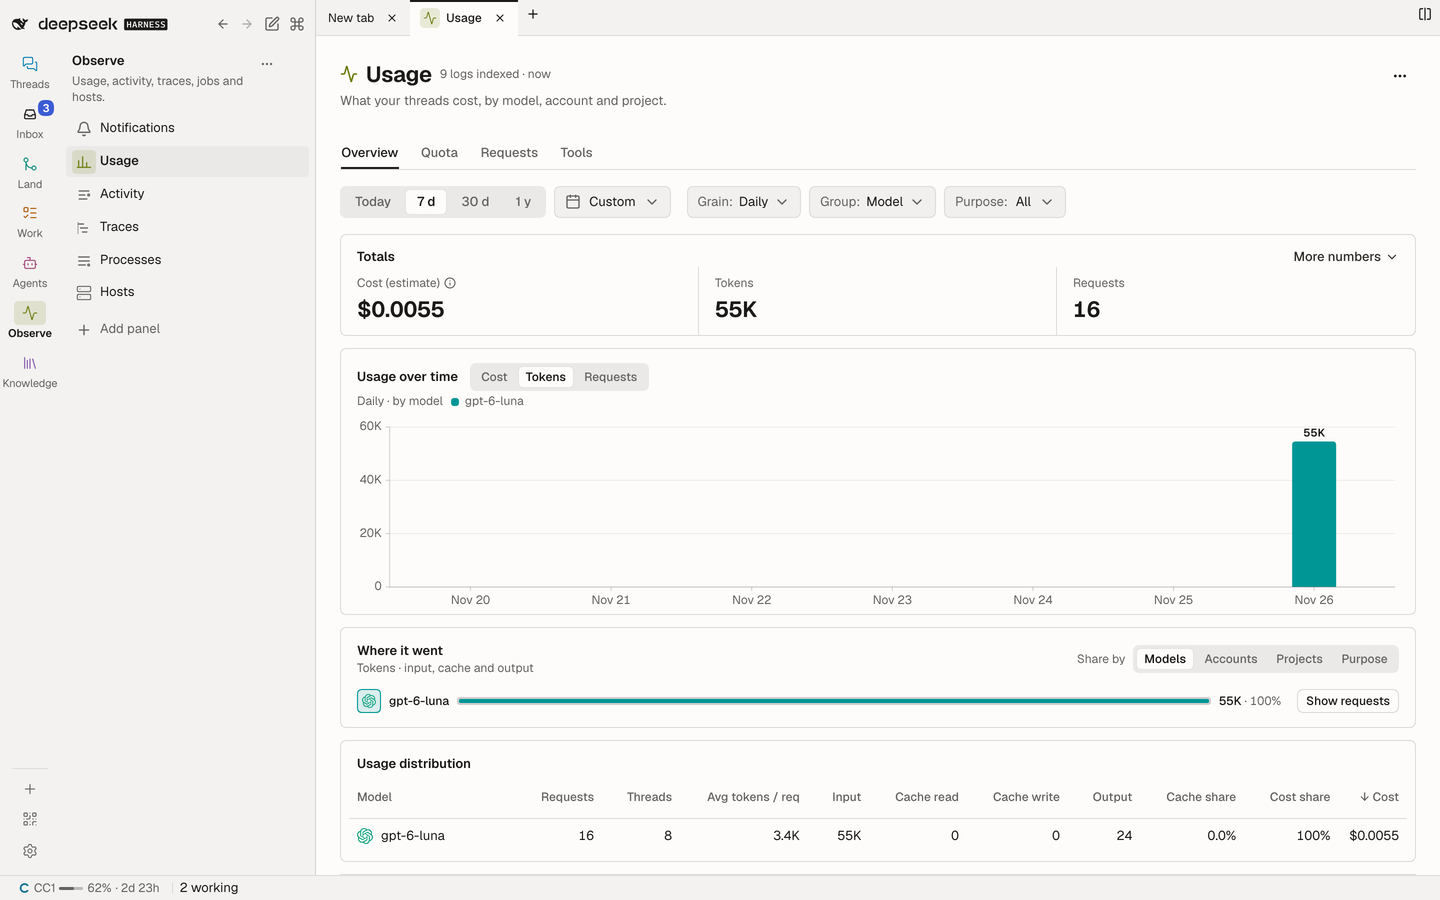 deepseek HARNESS
Threads
3
Inbox
Land
Work
Agents
Observe
Knowledge
Observe
Usage, activity, traces, jobs and
hosts.
Notifications
Usage
Activity
Traces
Processes
Hosts
Add panel
New tab
Usage
Usage 9 logs indexed · now
What your threads cost, by model, account and project.
Overview Quota Requests Tools
Today 7 d 30 d 1 y Custom Grain: Daily Group: Model Purpose: All
Totals More numbers
Cost (estimate) Tokens Requests
$0.0055 55K 16
Usage over time Cost Tokens Requests
Daily · by model gpt-6-luna
60K
55K
40K
20K
0
Nov 20 Nov 21 Nov 22 Nov 23 Nov 24 Nov 25 Nov 26
Where it went
Tokens · input, cache and output
Share by Models Accounts Projects Purpose
gpt-6-luna 55K · 100% Show requests
Usage distribution
Model Requests Threads Avg tokens / req Input Cache read Cache write Output Cache share Cost share ↓ Cost
gpt-6-luna 16 8 3.4K 55K 0 0 24 0.0% 100% $0.0055
C CC1 62% · 2d 23h 2 working